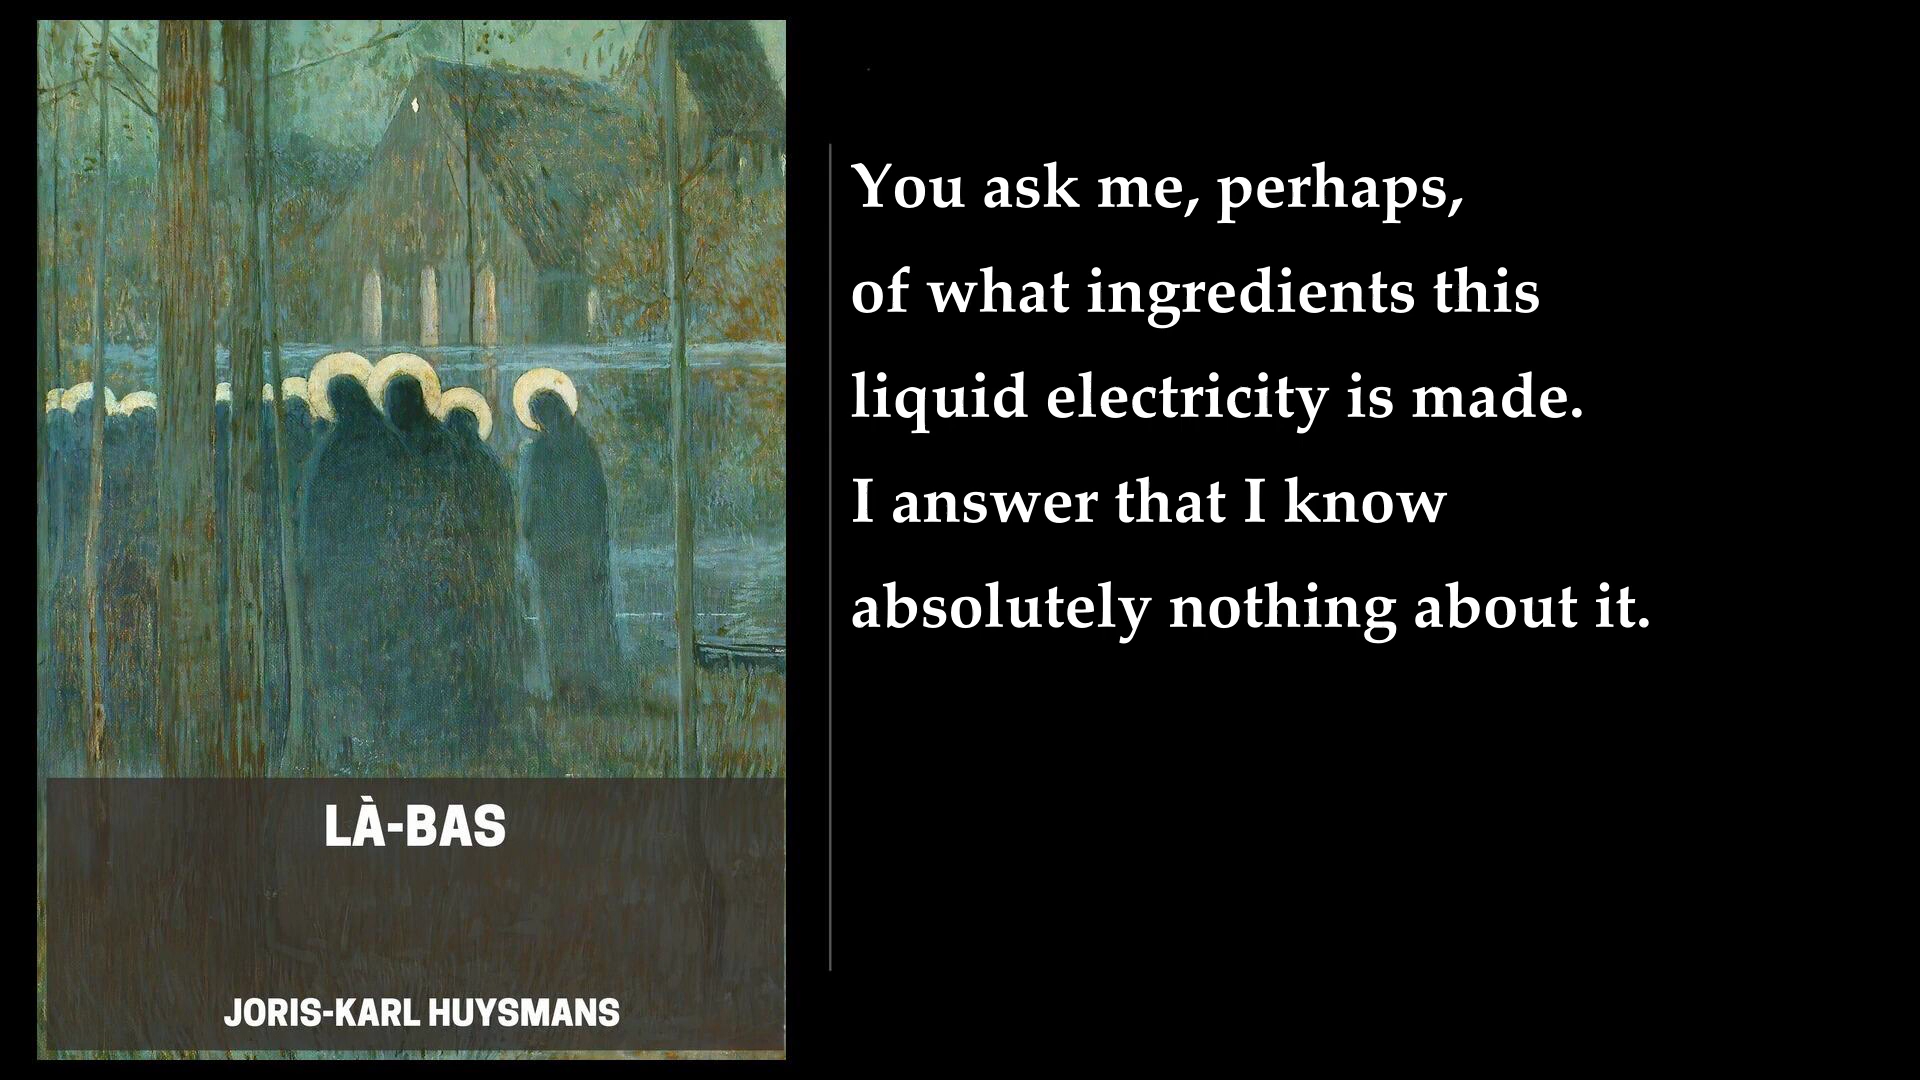 LÀ-BAS
JORIS-KARL HUYSMANS
You ask me, perhaps,
of what ingredients this
liquid electricity is made.
I answer that I know
absolutely nothing about it.